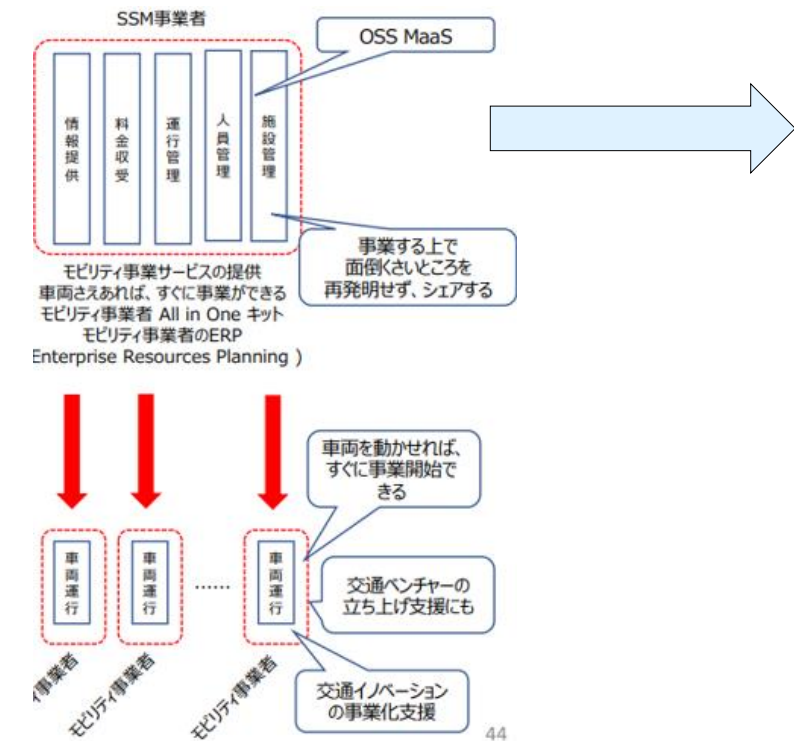 SSM事業者
OSS MaaS
情報提供
料金収受
運行管理
人員管理
施設管理
事業する上で
面倒くさいところを
再発明せず、シェアする
モビリティ事業サービスの提供
車両さえあれば、すぐに事業ができる
モビリティ事業者 All in One キット
モビリティ事業者のERP
Enterprise Resources Planning )
車両を動かせれば、
すぐに事業開始で
きる
車両運行
車両運行
……
車両運行
交通ベンチャーの
立ち上げ支援にも
ィ事業者
モビリティ事業者
モビリティ事業者
交通イノベーション
の事業化支援
44